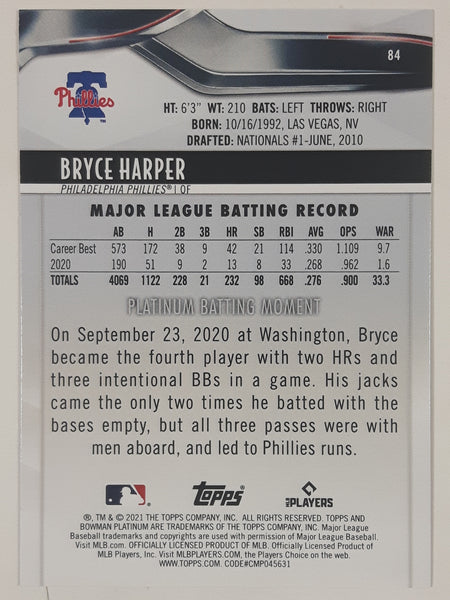 84
Phillies
HT: 6'3" WT: 210 BATS: LEFT THROWS: RIGHT
BORN: 10/16/1992, LAS VEGAS, NV
DRAFTED: NATIONALS #1-JUNE, 2010
BRYCE HARPER
PHILADELPHIA PHILLIES® | OF
MAJOR LEAGUE BATTING RECORD
AB H 2B 3B HR SB RBI AVG OPS WAR
Career Best 573 172 38 9 42 21 114 .330 1.109 9.7
2020 190 51 9 2 13 8 33 .268 .962 1.6
TOTALS 4069 1122 228 21 232 98 668 .276 .900 33.3
PLATINUM BATTING MOMENT
On September 23, 2020 at Washington, Bryce
became the fourth player with two HRs and
three intentional BBs in a game. His jacks
came the only two times he batted with the
bases empty, but all three passes were with
men aboard, and led to Phillies runs.
TOPPS
PLAYERS
®, TM & © 2021 THE TOPPS COMPANY, INC. ALL RIGHTS RESERVED. TOPPS AND
BOWMAN PLATINUM ARE TRADEMARKS OF THE TOPPS COMPANY, INC. Major League
Baseball trademarks and copyrights are used with permission of Major League Baseball.
Visit MLB.com. OFFICIALLY LICENSED PRODUCT OF MLB. Officially Licensed Product of
MLB Players, Inc. Visit MLBPLAYERS.com, the Players Choice on the web.
WWW.TOPPS.COM CODE#CMP045631